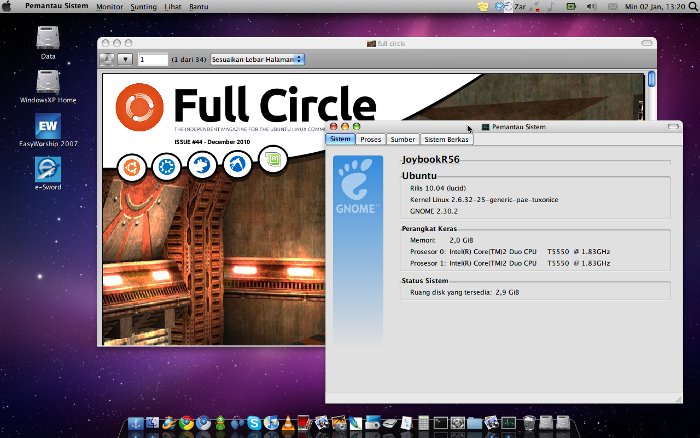 Pemantau Sistem Monitor Sunting Lihat Bantu
Zar
Min 02 Jan, 13:20
Data
WindowsXP Home
EasyWorship 2007
e-Sword
full circle
1 (1 dari 34) Sesuaikan Lebar Halaman
Full Circle
THE INDEPENDENT MAGAZINE FOR THE UBUNTU LINUX COMM
ISSUE #44 - December 2010
Pemantau Sistem
Sistem Proses Sumber Sistem Berkas
GNOME
JoybookR56
Ubuntu
Rilis 10.04 (lucid)
Kernel Linux 2.6.32-25-generic-pae-tuxonice
GNOME 2.30.2
Perangkat Keras
Memori: 2,0 GiB
Prosesor 0: Intel(R) Core(TM)2 Duo CPU T5550 @ 1.83GHz
Prosesor 1: Intel(R) Core(TM)2 Duo CPU T5550 @ 1.83GHz
Status Sistem
Ruang disk yang tersedia: 2,9 GiB